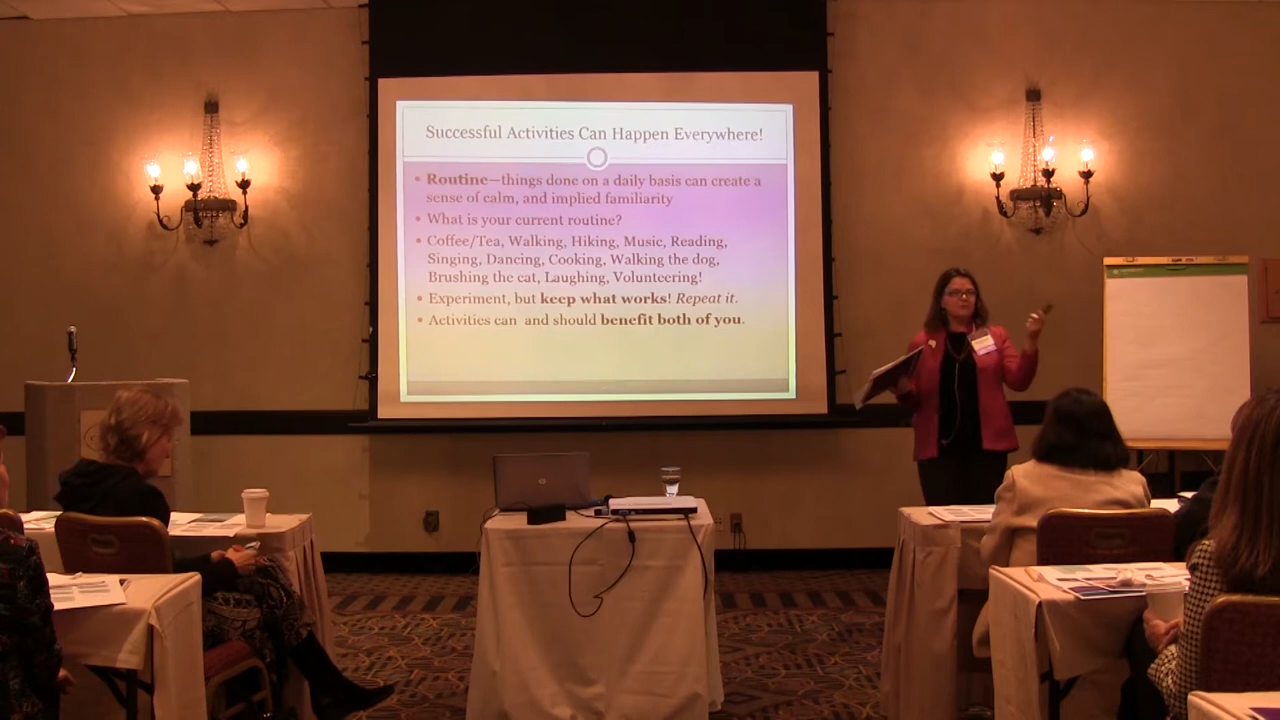 Successful Activities Can Happen Everywhere!
• Routine—things done on a daily basis can create a
sense of calm, and implied familiarity
• What is your current routine?
• Coffee/Tea, Walking, Hiking, Music, Reading,
Singing, Dancing, Cooking, Walking the dog,
Brushing the cat, Laughing, Volunteering!
• Experiment, but keep what works! Repeat it.
• Activities can and should benefit both of you.